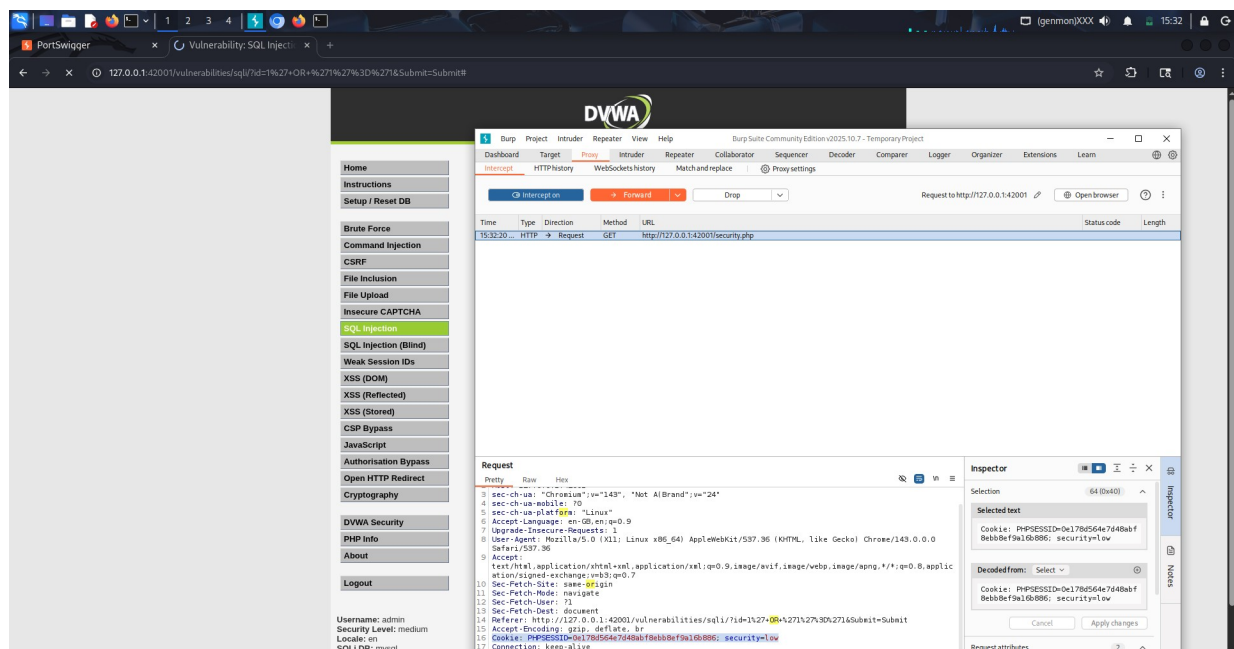 1 2 3 4
(genmon)XXX 15:32
PortSwigger × Vulnerability: SQL Inject × +
127.0.0.1:42001/vulnerabilities/sqli/?id=1%27+OR+%271%27%3D%271&Submit=Submit#
DVWA
Home
Instructions
Setup / Reset DB
Brute Force
Command Injection
CSRF
File Inclusion
File Upload
Insecure CAPTCHA
SQL Injection
SQL Injection (Blind)
Weak Session IDs
XSS (DOM)
XSS (Reflected)
XSS (Stored)
CSP Bypass
JavaScript
Authorisation Bypass
Open HTTP Redirect
Cryptography
DVWA Security
PHP Info
About
Logout
Username: admin
Security Level: medium
Locale: en
SQLi DB: mysql
Burp Project Intruder Repeater View Help Burp Suite Community Edition v2025.10.7 - Temporary Project
Dashboard Target Proxy Intruder Repeater Collaborator Sequencer Decoder Comparer Logger Organizer Extensions Learn
Intercept HTTP history WebSockets history Match and replace Proxy settings
Intercept on Forward Drop Request to http://127.0.0.1:42001 Open browser
Time Type Direction Method URL Status code Length
15:32:20 ... HTTP → Request GET http://127.0.0.1:42001/security.php
Request
Pretty Raw Hex
3 sec-ch-ua: "Chromium";v="143", "Not A(Brand";v="24"
4 sec-ch-ua-mobile: ?0
5 sec-ch-ua-platform: "Linux"
6 Accept-Language: en-GB,en;q=0.9
7 Upgrade-Insecure-Requests: 1
8 User-Agent: Mozilla/5.0 (X11; Linux x86_64) AppleWebKit/537.36 (KHTML, like Gecko) Chrome/143.0.0.0
Safari/537.36
9 Accept:
text/html,application/xhtml+xml,application/xml;q=0.9,image/avif,image/webp,image/apng,*/*;q=0.8,applic
ation/signed-exchange;v=b3;q=0.7
10 Sec-Fetch-Site: same-origin
11 Sec-Fetch-Mode: navigate
12 Sec-Fetch-User: ?1
13 Sec-Fetch-Dest: document
14 Referer: http://127.0.0.1:42001/vulnerabilities/sqli/?id=1%27+OR+%271%27%3D%271&Submit=Submit
15 Accept-Encoding: gzip, deflate, br
16 Cookie: PHPSESSID=0e178d564e7d48abf8ebb8ef9a16b886; security=low
17 Connection: keep-alive
Inspector
Selection 64 (0x40)
Selected text
Cookie: PHPSESSID=0e178d564e7d48abf
8ebb8ef9a16b886; security=low
Decoded from: Select
Cookie: PHPSESSID=0e178d564e7d48abf
8ebb8ef9a16b886; security=low
Cancel Apply changes
Request attributes 2
Inspector
Notes